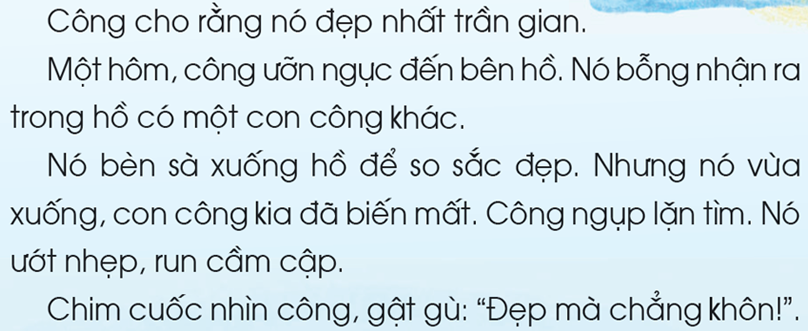 Công cho rằng nó đẹp nhất trần gian.
Một hôm, công ưỡn ngực đến bên hồ. Nó bỗng nhận ra
trong hồ có một con công khác.
Nó bèn sà xuống hồ để so sắc đẹp. Nhưng nó vừa
xuống, con công kia đã biến mất. Công ngụp lặn tìm. Nó
ướt nhẹp, run cầm cập.
Chim cuốc nhìn công, gật gù: “Đẹp mà chẳng khôn!”.